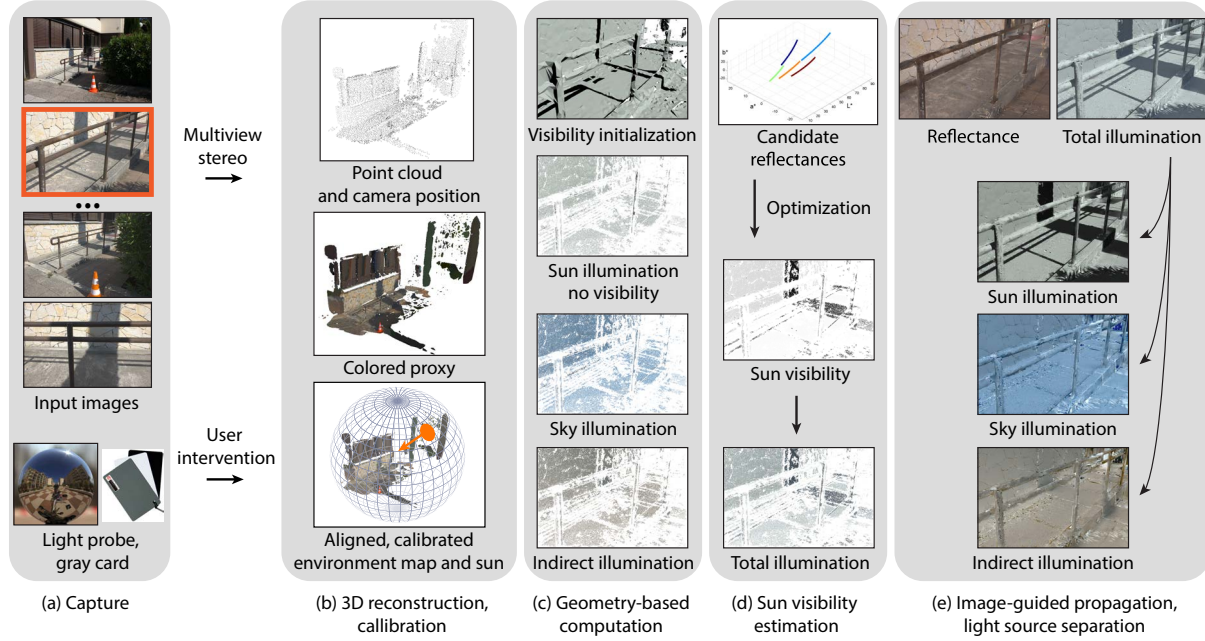 Input images
Light probe,
gray card
(a) Capture
Multiview
stereo
User
intervention
Point cloud
and camera position
Colored proxy
Aligned, calibrated
environment map and sun
(b) 3D reconstruction,
callibration
Visibility initialization
Sun illumination
no visibility
Sky illumination
Indirect illumination
(c) Geometry-based
computation
b*
a*
L*
Candidate
reflectances
Optimization
Sun visibility
Total illumination
(d) Sun visibility
estimation
Reflectance
Total illumination
Sun illumination
Sky illumination
Indirect illumination
(e) Image-guided propagation,
light source separation